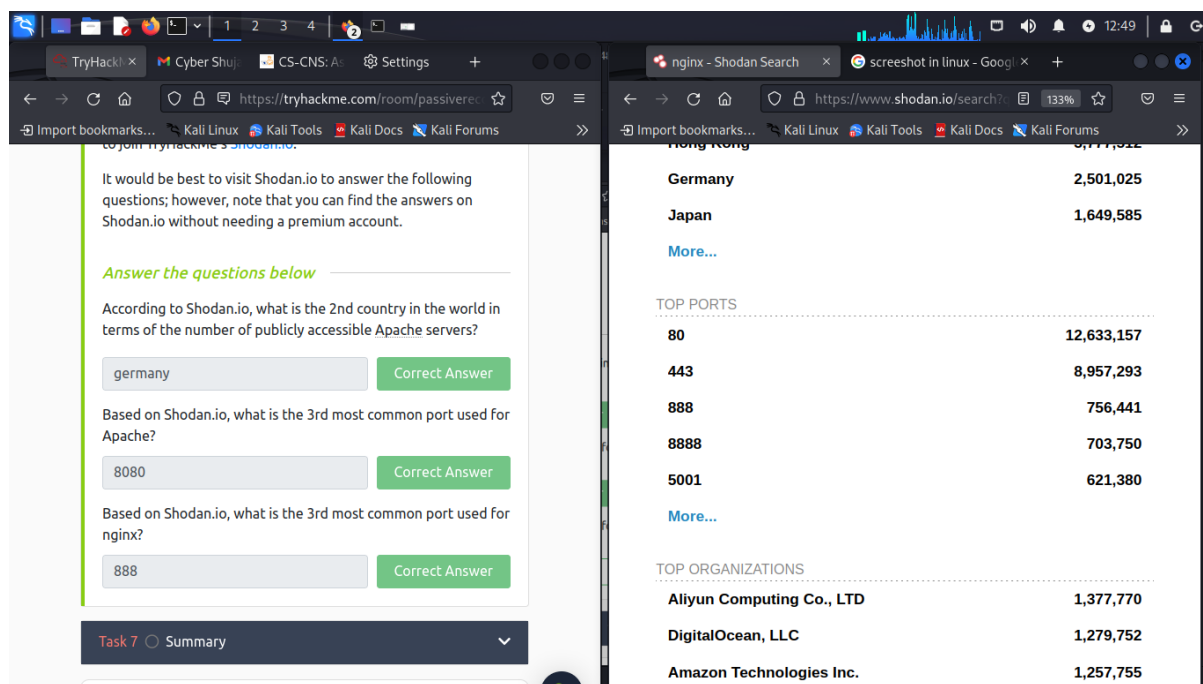 1 2 3 4
12:49
TryHackM
Cyber Shuja
CS-CNS: As
Settings
https://tryhackme.com/room/passiverec
Import bookmarks...
Kali Linux
Kali Tools
Kali Docs
Kali Forums
to join TryHackMe's Shodan.io.
It would be best to visit Shodan.io to answer the following
questions; however, note that you can find the answers on
Shodan.io without needing a premium account.
Answer the questions below
According to Shodan.io, what is the 2nd country in the world in
terms of the number of publicly accessible Apache servers?
germany
Correct Answer
Based on Shodan.io, what is the 3rd most common port used for
Apache?
8080
Correct Answer
Based on Shodan.io, what is the 3rd most common port used for
nginx?
888
Correct Answer
Task 7
Summary
nginx - Shodan Search
screeshot in linux - Googl
https://www.shodan.io/search?q
133%
Import bookmarks...
Kali Linux
Kali Tools
Kali Docs
Kali Forums
Hong Kong
Germany 2,501,025
Japan 1,649,585
More...
TOP PORTS
80 12,633,157
443 8,957,293
888 756,441
8888 703,750
5001 621,380
More...
TOP ORGANIZATIONS
Aliyun Computing Co., LTD 1,377,770
DigitalOcean, LLC 1,279,752
Amazon Technologies Inc. 1,257,755